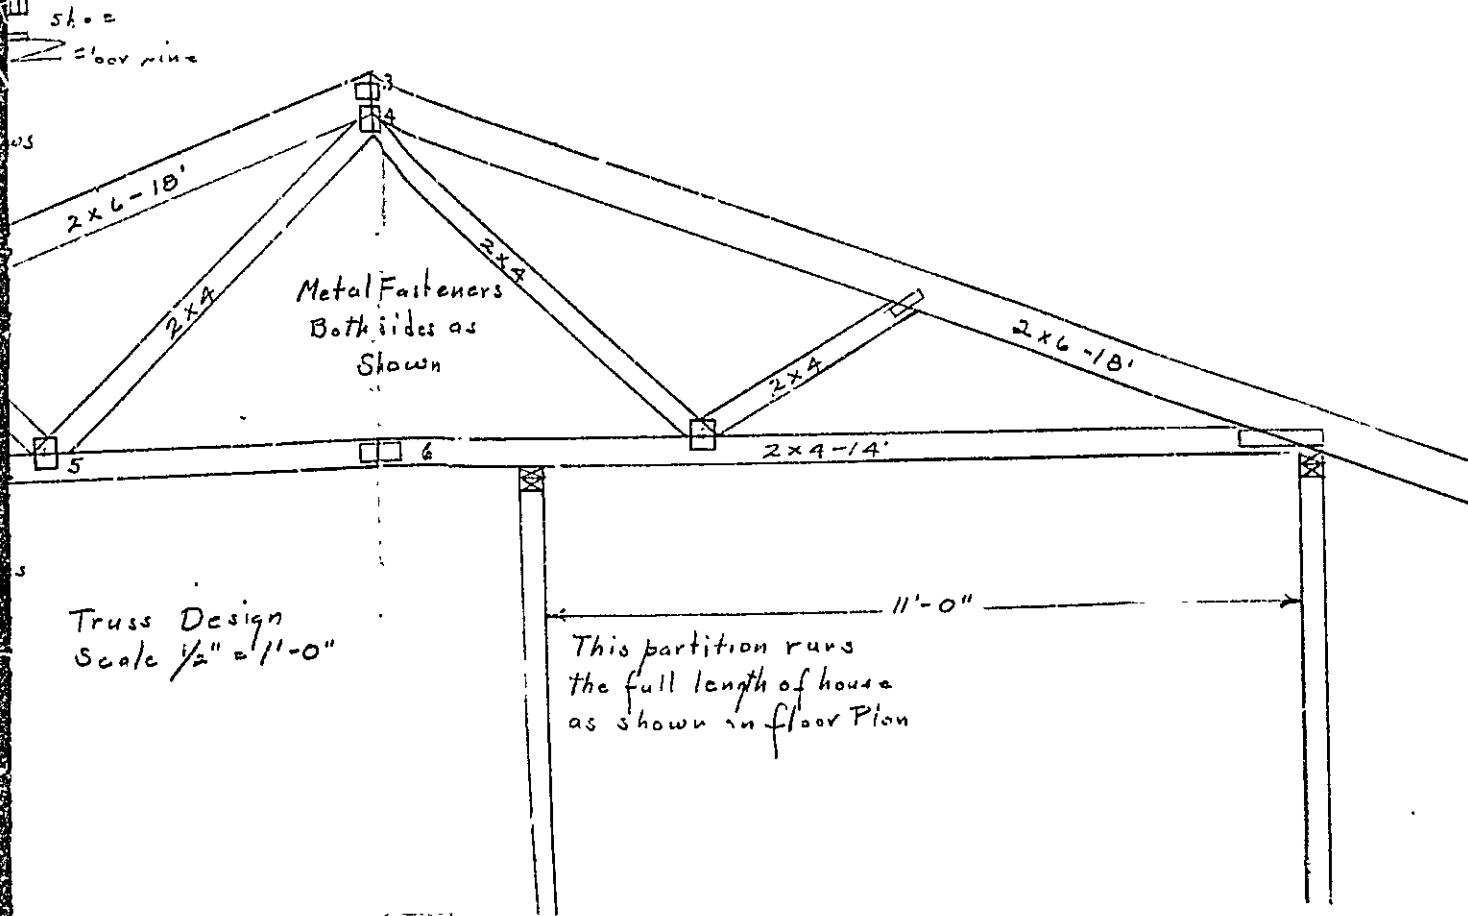 3
4
2x6-18'
2x4
2x4
Metal Fasteners
Both sides as
Shown
2x4
2x6-18'
5
6
2x4-14'
11'-0"
Truss Design
Scale 1/2" = 1'-0"
This partition runs
the full length of house
as shown in floor Plan